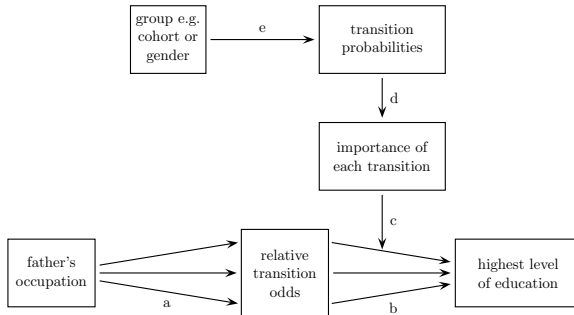 group e.g.
cohort or
gender
e
transition
probabilities
d
importance of
each transition
c
father's
occupation
a
relative
transition
odds
b
highest level
of education